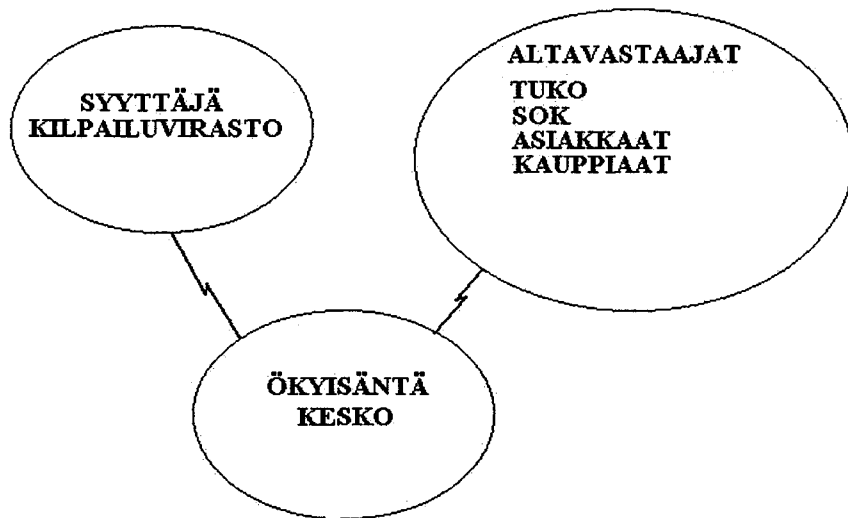 SYYTTÄJÄ
KILPAILUVIRASTO
ALTAVASTAAJAT
TUKO
SOK
ASIAKKAAT
KAUPPIAAT
ÖKYISÄNTÄ
KESKO